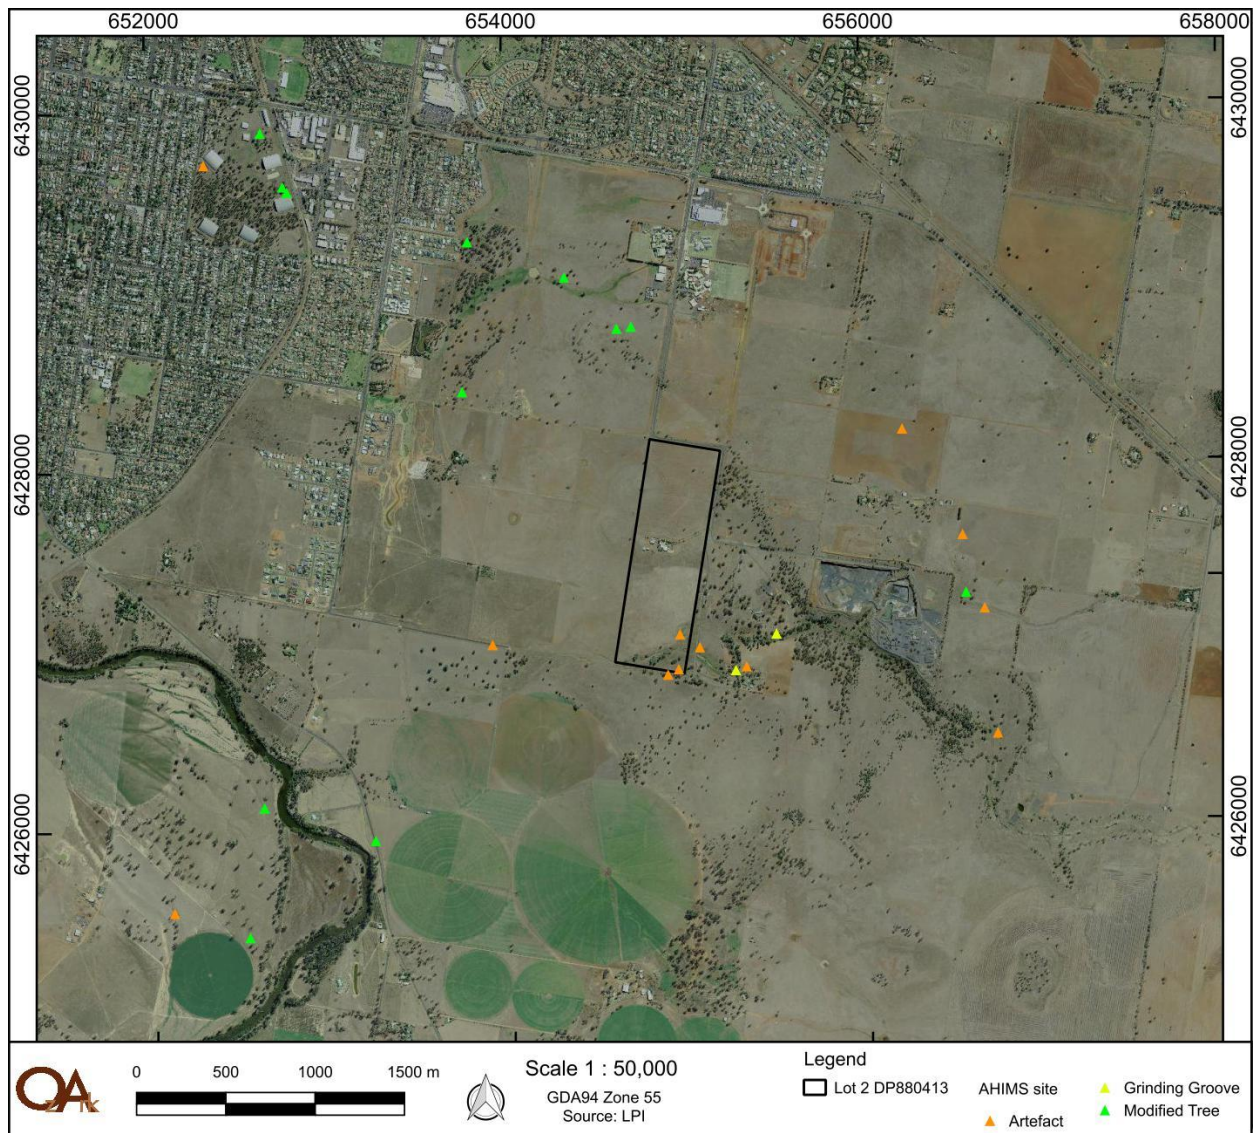 652000 654000 656000 658000
6430000 6430000
6428000 6428000
6426000 6426000
OzArk
0 500 1000 1500 m
Scale 1 : 50,000
GDA94 Zone 55
Source: LPI
Legend
Lot 2 DP880413
AHIMS site
Artefact
Grinding Groove
Modified Tree